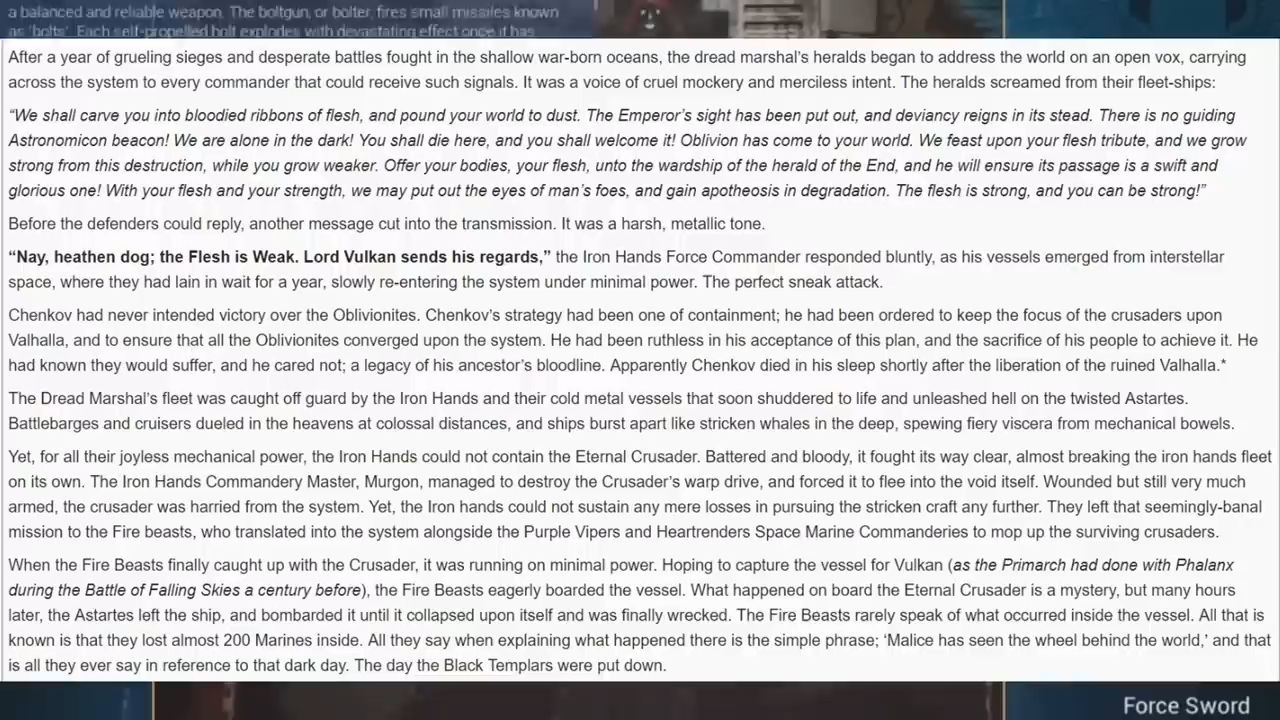 a balanced and reliable weapon. The boltgun, or bolter, fires small missiles known
as 'bolts'. Each self-propelled bolt explodes with devastating effect once it has
After a year of grueling sieges and desperate battles fought in the shallow war-born oceans, the dread marshal's heralds began to address the world on an open vox, carrying
across the system to every commander that could receive such signals. It was a voice of cruel mockery and merciless intent. The heralds screamed from their fleet-ships:
“We shall carve you into bloodied ribbons of flesh, and pound your world to dust. The Emperor's sight has been put out, and deviancy reigns in its stead. There is no guiding
Astronomicon beacon! We are alone in the dark! You shall die here, and you shall welcome it! Oblivion has come to your world. We feast upon your flesh tribute, and we grow
strong from this destruction, while you grow weaker. Offer your bodies, your flesh, unto the wardship of the herald of the End, and he will ensure its passage is a swift and
glorious one! With your flesh and your strength, we may put out the eyes of man's foes, and gain apotheosis in degradation. The flesh is strong, and you can be strong!”
Before the defenders could reply, another message cut into the transmission. It was a harsh, metallic tone.
“Nay, heathen dog; the Flesh is Weak. Lord Vulkan sends his regards,” the Iron Hands Force Commander responded bluntly, as his vessels emerged from interstellar
space, where they had lain in wait for a year, slowly re-entering the system under minimal power. The perfect sneak attack.
Chenkov had never intended victory over the Oblivionites. Chenkov's strategy had been one of containment; he had been ordered to keep the focus of the crusaders upon
Valhalla, and to ensure that all the Oblivionites converged upon the system. He had been ruthless in his acceptance of this plan, and the sacrifice of his people to achieve it. He
had known they would suffer, and he cared not; a legacy of his ancestor's bloodline. Apparently Chenkov died in his sleep shortly after the liberation of the ruined Valhalla.*
The Dread Marshal's fleet was caught off guard by the Iron Hands and their cold metal vessels that soon shuddered to life and unleashed hell on the twisted Astartes.
Battlebarges and cruisers dueled in the heavens at colossal distances, and ships burst apart like stricken whales in the deep, spewing fiery viscera from mechanical bowels.
Yet, for all their joyless mechanical power, the Iron Hands could not contain the Eternal Crusader. Battered and bloody, it fought its way clear, almost breaking the iron hands fleet
on its own. The Iron Hands Commandery Master, Murgon, managed to destroy the Crusader's warp drive, and forced it to flee into the void itself. Wounded but still very much
armed, the crusader was harried from the system. Yet, the Iron hands could not sustain any mere losses in pursuing the stricken craft any further. They left that seemingly-banal
mission to the Fire beasts, who translated into the system alongside the Purple Vipers and Heartrenders Space Marine Commanderies to mop up the surviving crusaders.
When the Fire Beasts finally caught up with the Crusader, it was running on minimal power. Hoping to capture the vessel for Vulkan (as the Primarch had done with Phalanx
during the Battle of Falling Skies a century before), the Fire Beasts eagerly boarded the vessel. What happened on board the Eternal Crusader is a mystery, but many hours
later, the Astartes left the ship, and bombarded it until it collapsed upon itself and was finally wrecked. The Fire Beasts rarely speak of what occurred inside the vessel. All that is
known is that they lost almost 200 Marines inside. All they say when explaining what happened there is the simple phrase; 'Malice has seen the wheel behind the world,' and that
is all they ever say in reference to that dark day. The day the Black Templars were put down.
Force Sword